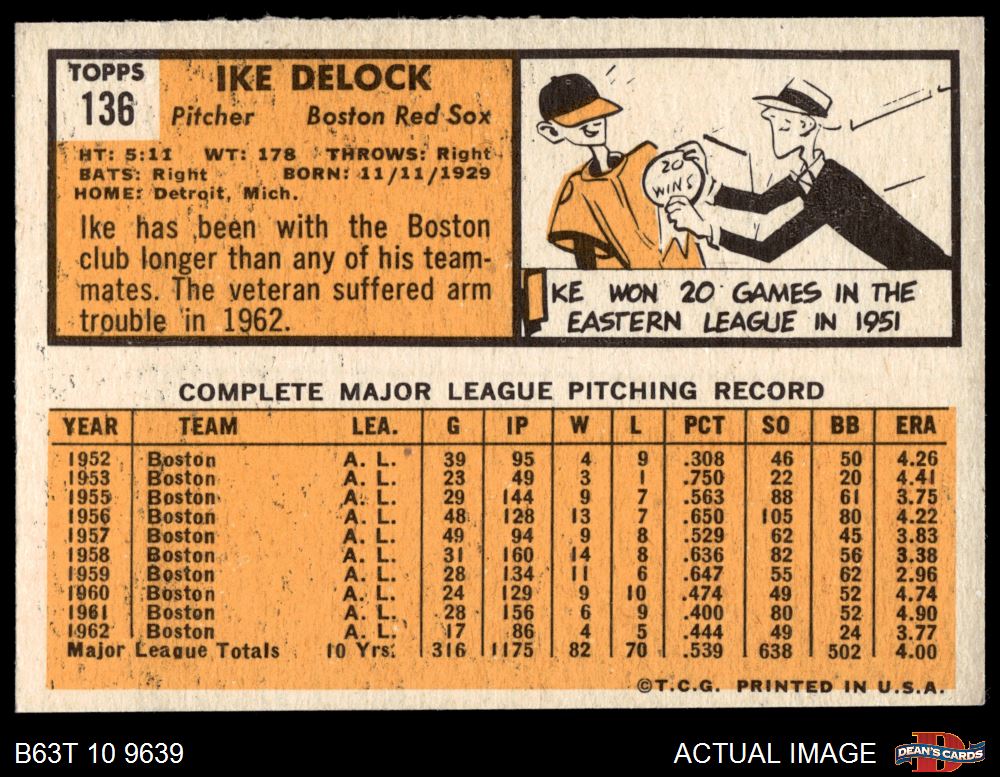 TOPPS
136
IKE DELOCK
Pitcher Boston Red Sox
HT: 5:11 WT: 178 THROWS: Right
BATS: Right BORN: 11/11/1929
HOME: Detroit, Mich.
Ike has been with the Boston
club longer than any of his team-
mates. The veteran suffered arm
trouble in 1962.
20
WINS
IKE WON 20 GAMES IN THE
EASTERN LEAGUE IN 1951
COMPLETE MAJOR LEAGUE PITCHING RECORD
YEAR TEAM LEA. G IP W L PCT SO BB ERA
1952 Boston A. L. 39 95 4 9 .308 46 50 4.26
1953 Boston A. L. 23 49 3 1 .750 22 20 4.41
1955 Boston A. L. 29 144 9 7 .563 88 61 3.75
1956 Boston A. L. 48 128 13 7 .650 105 80 4.22
1957 Boston A. L. 49 94 9 8 .529 62 45 3.83
1958 Boston A. L. 31 160 14 8 .636 82 56 3.38
1959 Boston A. L. 28 134 11 6 .647 55 62 2.96
1960 Boston A. L. 24 129 9 10 .474 49 52 4.74
1961 Boston A. L. 28 156 6 9 .400 80 52 4.90
1962 Boston A. L. 17 86 4 5 .444 49 24 3.77
Major League Totals 10 Yrs. 316 1175 82 70 .539 638 502 4.00
©T.C.G. PRINTED IN U.S.A.
B63T 10 9639
ACTUAL IMAGE
DEAN'S CARDS